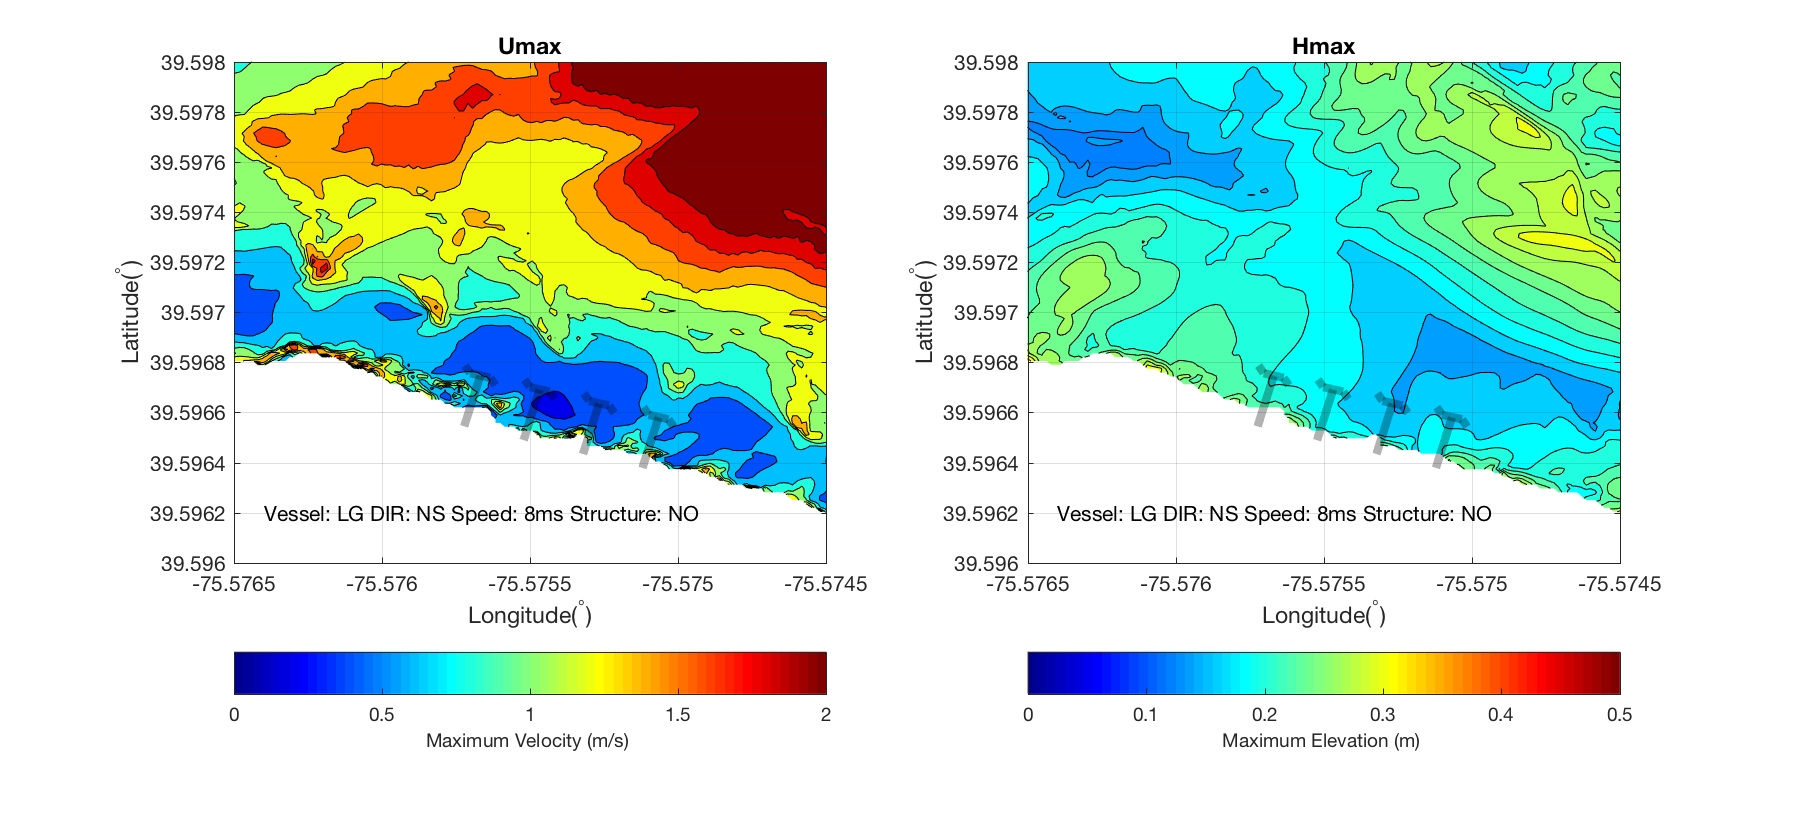 Umax
39.598
39.5978
39.5976
39.5974
39.5972
39.597
39.5968
39.5966
39.5964
39.5962
39.596
Latitude(°)
Vessel: LG DIR: NS Speed: 8ms Structure: NO
-75.5765 -75.576 -75.5755 -75.575 -75.5745
Longitude(°)
0 0.5 1 1.5 2
Maximum Velocity (m/s)
Hmax
39.598
39.5978
39.5976
39.5974
39.5972
39.597
39.5968
39.5966
39.5964
39.5962
39.596
Latitude(°)
Vessel: LG DIR: NS Speed: 8ms Structure: NO
-75.5765 -75.576 -75.5755 -75.575 -75.5745
Longitude(°)
0 0.1 0.2 0.3 0.4 0.5
Maximum Elevation (m)